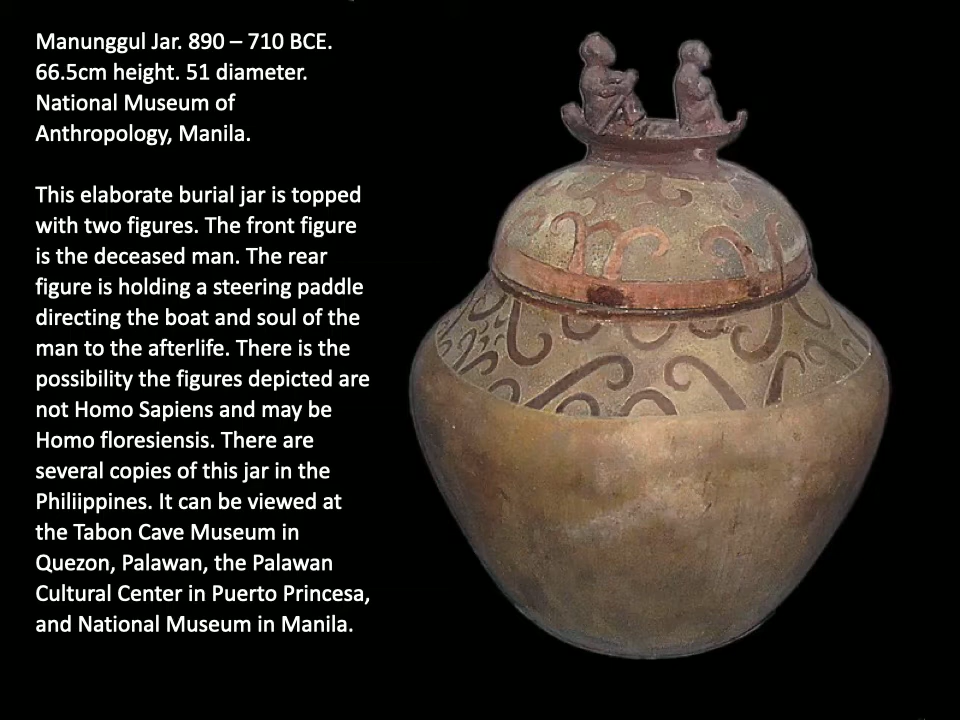 Manunggul Jar. 890 – 710 BCE.
66.5cm height. 51 diameter.
National Museum of
Anthropology, Manila.
This elaborate burial jar is topped
with two figures. The front figure
is the deceased man. The rear
figure is holding a steering paddle
directing the boat and soul of the
man to the afterlife. There is the
possibility the figures depicted are
not Homo Sapiens and may be
Homo floresiensis. There are
several copies of this jar in the
Philiippines. It can be viewed at
the Tabon Cave Museum in
Quezon, Palawan, the Palawan
Cultural Center in Puerto Princesa,
and National Museum in Manila.